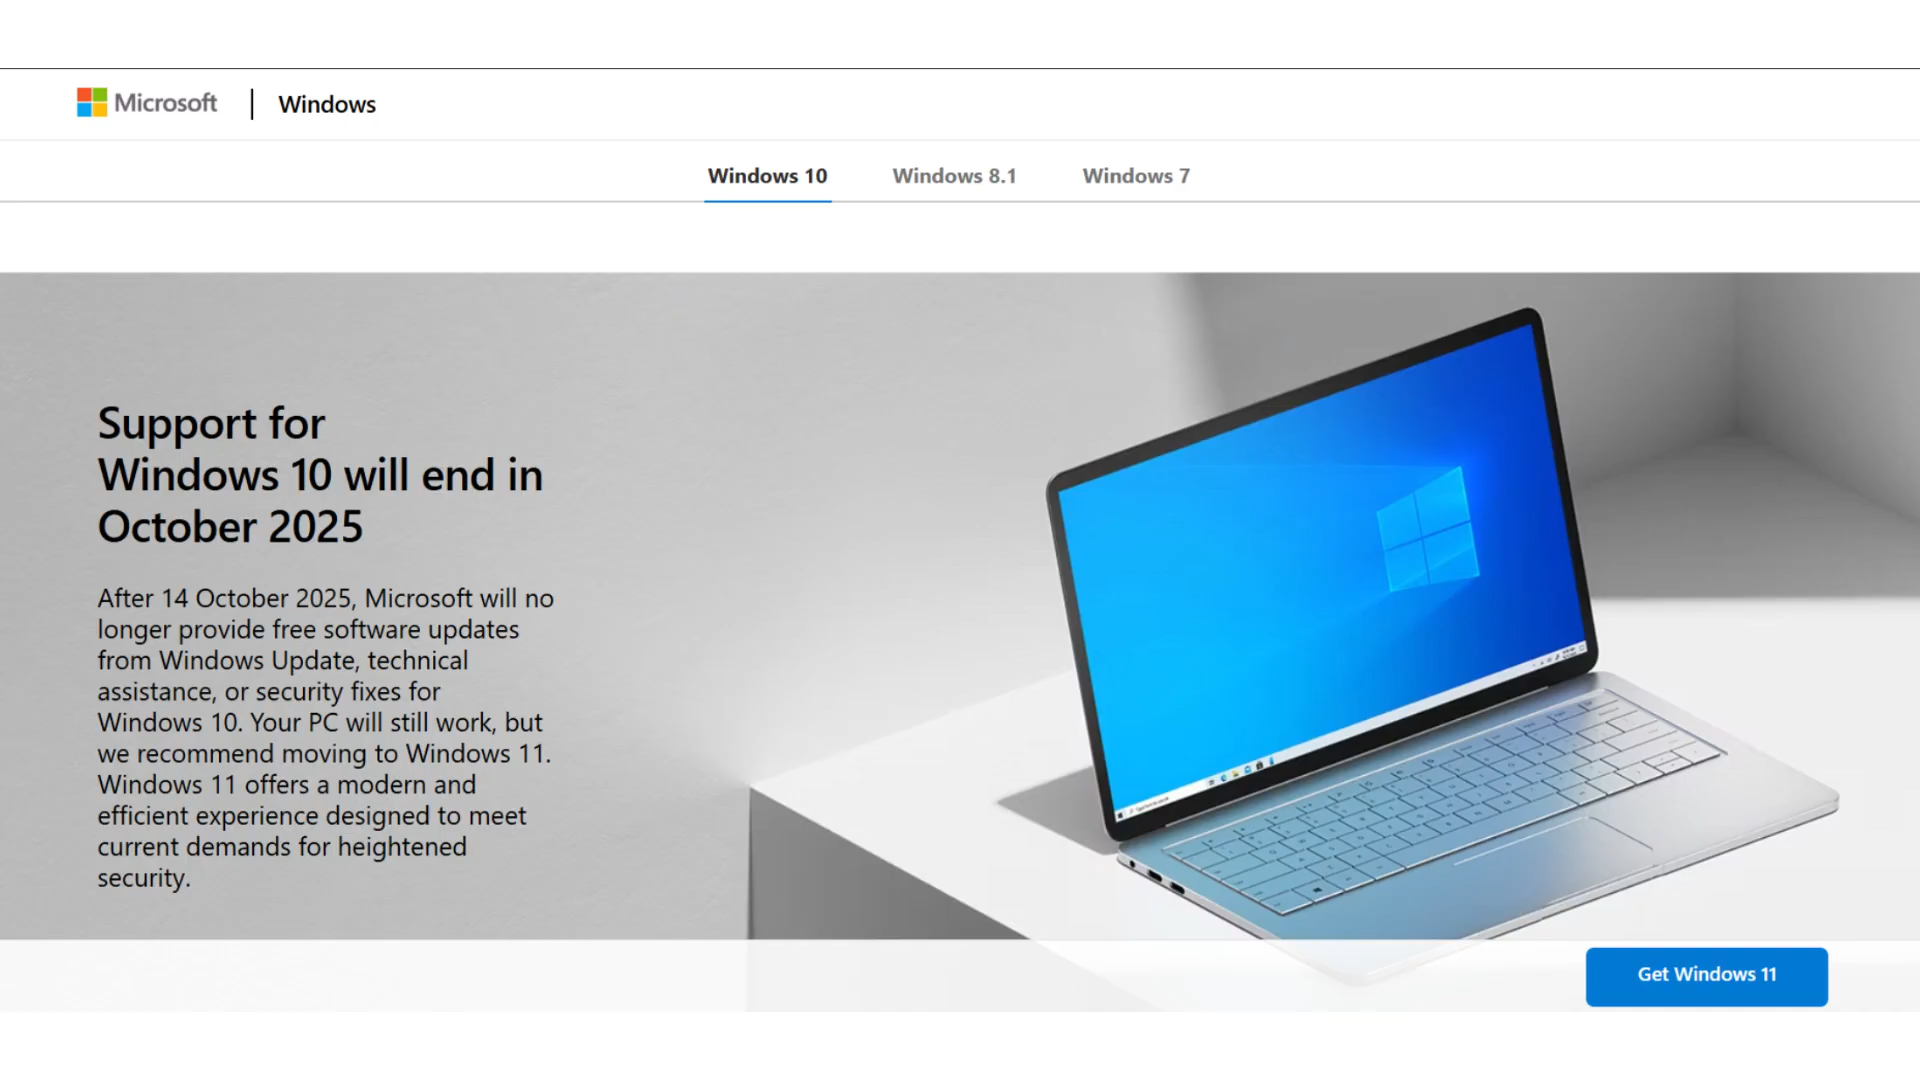 Microsoft | Windows
Windows 10 Windows 8.1 Windows 7
Support for
Windows 10 will end in
October 2025
After 14 October 2025, Microsoft will no
longer provide free software updates
from Windows Update, technical
assistance, or security fixes for
Windows 10. Your PC will still work, but
we recommend moving to Windows 11.
Windows 11 offers a modern and
efficient experience designed to meet
current demands for heightened
security.
Get Windows 11